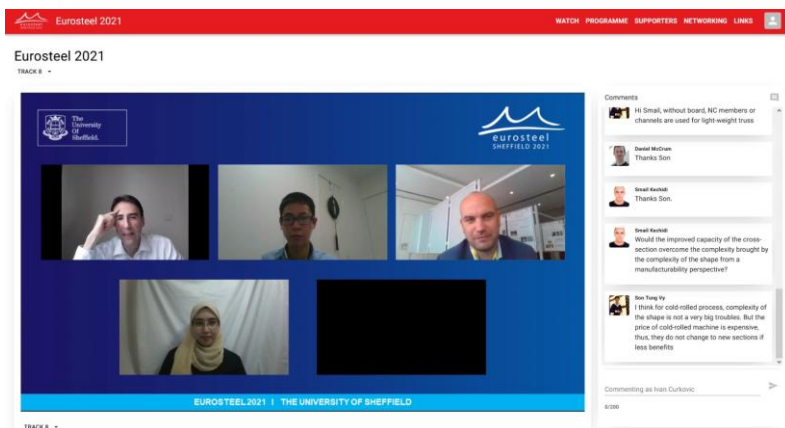 Eurosteel 2021
WATCH PROGRAMME SUPPORTERS NETWORKING LINKS
Eurosteel 2021
TRACK 8
The
University
Of
Sheffield.
eurosteel
SHEFFIELD 2021
EUROSTEEL2021 | THE UNIVERSITY OF SHEFFIELD
TRACK 8
Comments
Hi Smail, without board, NC members or
channels are used for light-weight truss
Daniel McCrum
Thanks Son
Smail Kechidi
Thanks Son.
Smail Kechidi
Would the improved capacity of the cross-
section overcome the complexity brought by
the complexity of the shape from a
manufacturability perspective?
Son Tung Vy
I think for cold-rolled process, complexity of
the shape is not a very big troubles. But the
price of cold-rolled machine is expensive,
thus, they do not change to new sections if
less benefits
Commenting as Ivan Curkovic
0/200